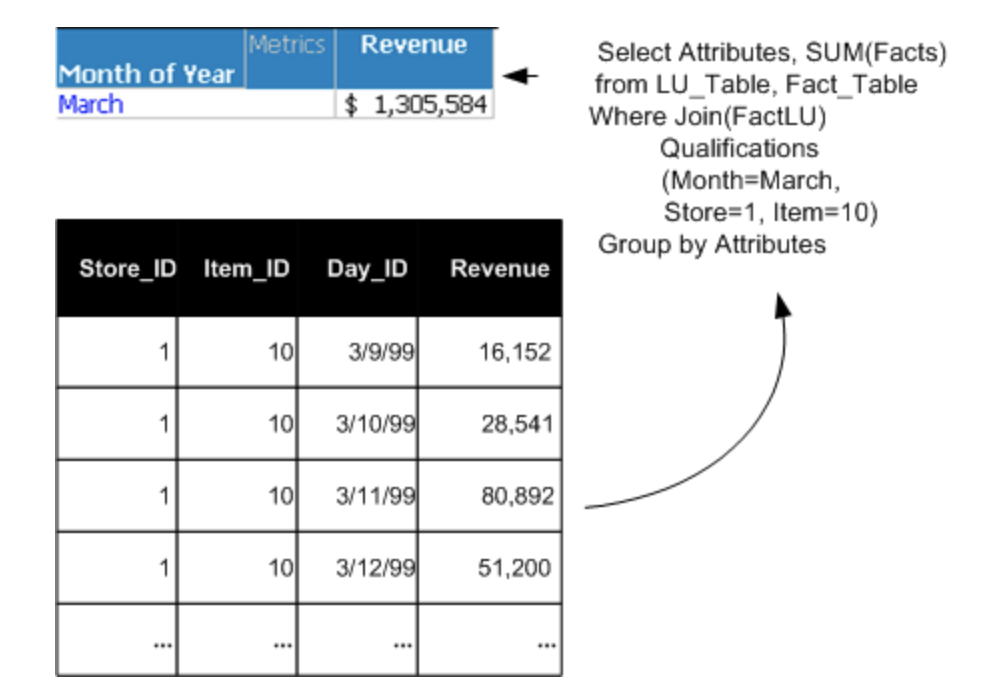 Metrics Revenue
Month of Year
March $ 1,305,584
Select Attributes, SUM(Facts)
from LU_Table, Fact_Table
Where Join(FactLU)
Qualifications
(Month=March,
Store=1, Item=10)
Group by Attributes
Store_ID Item_ID Day_ID Revenue
1 10 3/9/99 16,152
1 10 3/10/99 28,541
1 10 3/11/99 80,892
1 10 3/12/99 51,200
... ... ... ...